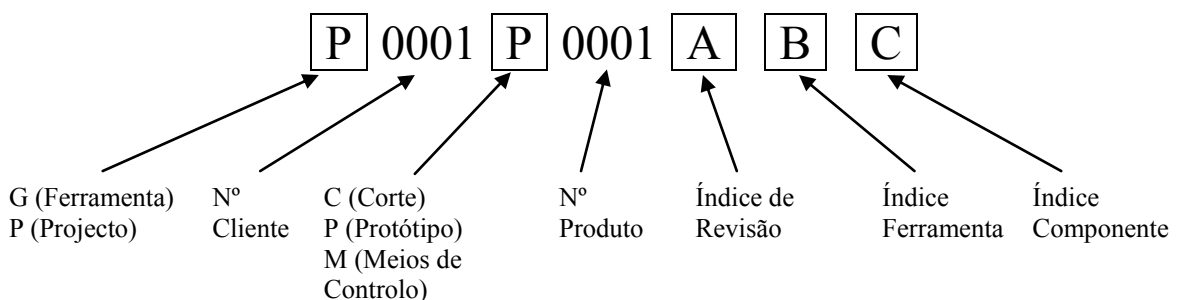 P 0001 P 0001 A B C
G (Ferramenta)
P (Projecto)
Nº
Cliente
C (Corte)
P (Protótipo)
M (Meios de
Controlo)
Nº
Produto
Índice de
Revisão
Índice
Ferramenta
Índice
Componente